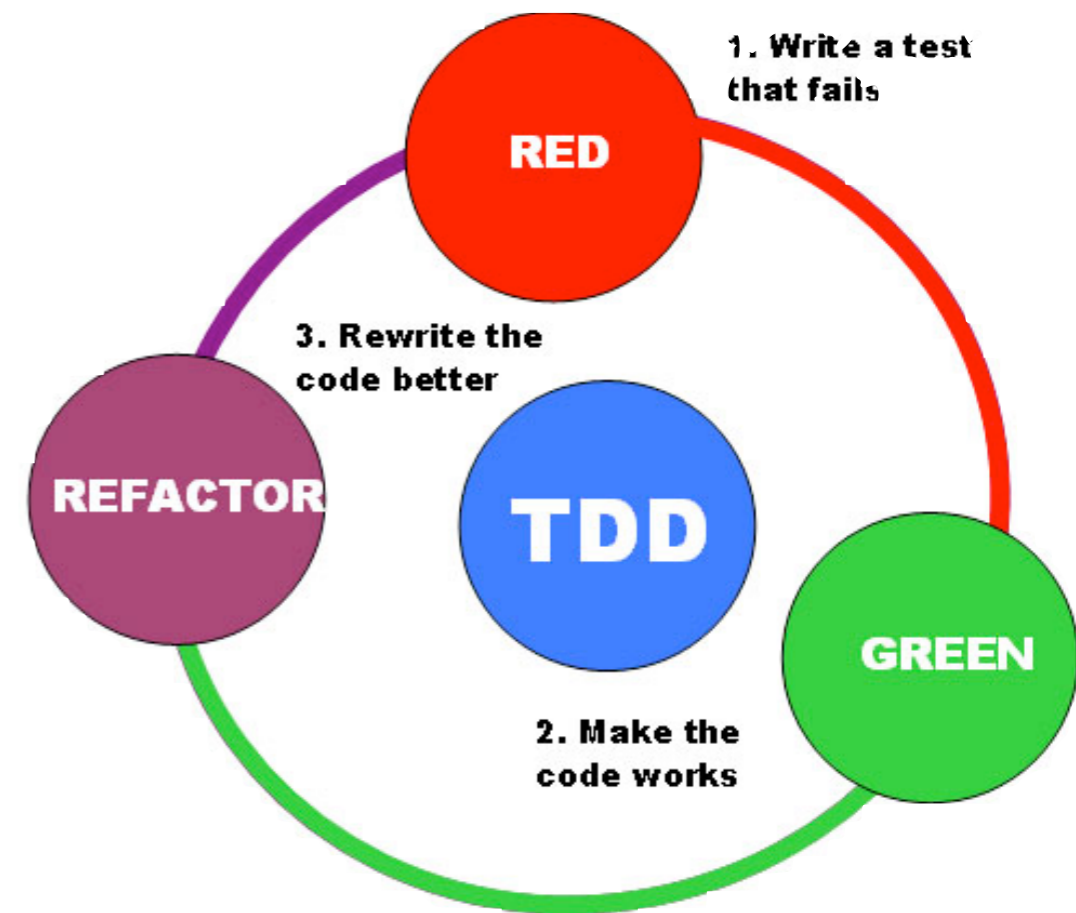 1. Write a test
that fails
RED
3. Rewrite the
code better
REFACTOR
TDD
GREEN
2. Make the
code works